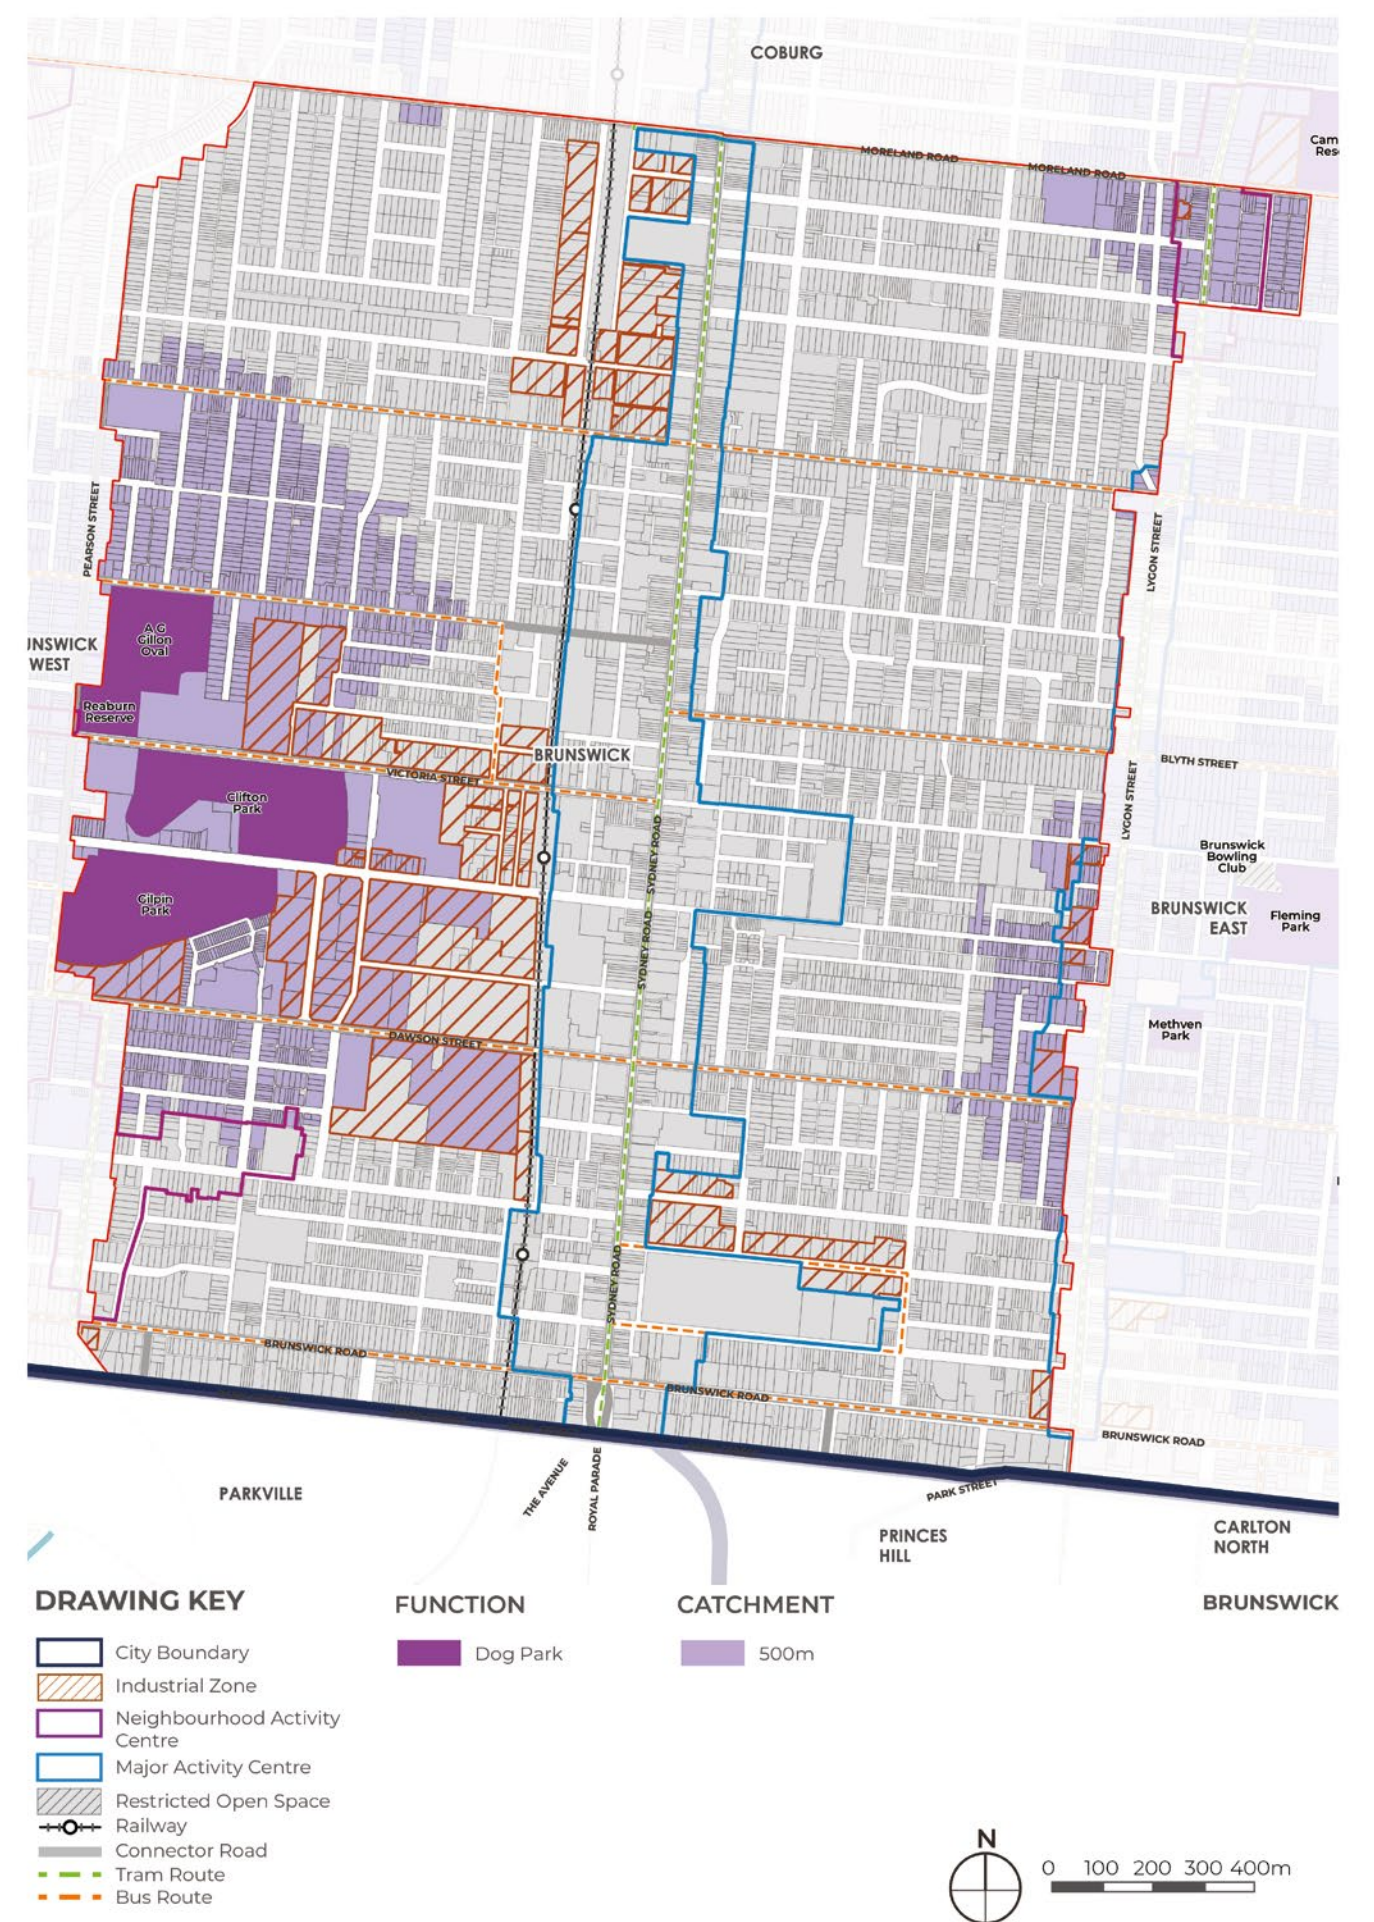 COBURG
Cam
Res
MORELAND ROAD
MORELAND ROAD
PEARSON STREET
LYGON STREET
A G
Gillon
Oval
UNSWICK
WEST
Reaburn
Reserve
BRUNSWICK
VICTORIA STREET
BLYTH STREET
Clifton
Park
LYGON STREET
SYDNEY ROAD
Brunswick
Bowling
Club
Gilpin
Park
BRUNSWICK
EAST
Fleming
Park
SYDNEY ROAD
Methven
Park
DAWSON STREET
SYDNEY ROAD
BRUNSWICK ROAD
BRUNSWICK ROAD
BRUNSWICK ROAD
PARKVILLE
THE AVENUE
ROYAL PARADE
PARK STREET
PRINCES
HILL
CARLTON
NORTH
DRAWING KEY
FUNCTION
CATCHMENT
BRUNSWICK
City Boundary
Dog Park
500m
Industrial Zone
Neighbourhood Activity
Centre
Major Activity Centre
Restricted Open Space
Railway
Connector Road
Tram Route
Bus Route
N
0 100 200 300 400m